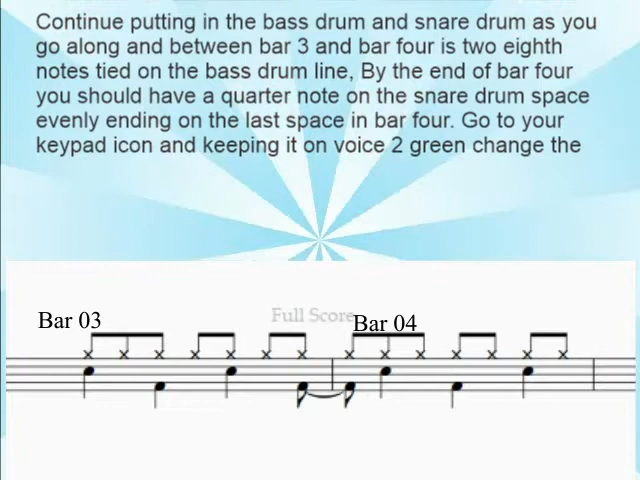 Continue putting in the bass drum and snare drum as you
go along and between bar 3 and bar four is two eighth
notes tied on the bass drum line, By the end of bar four
you should have a quarter note on the snare drum space
evenly ending on the last space in bar four. Go to your
keypad icon and keeping it on voice 2 green change the
Full Score
Bar 03
Bar 04